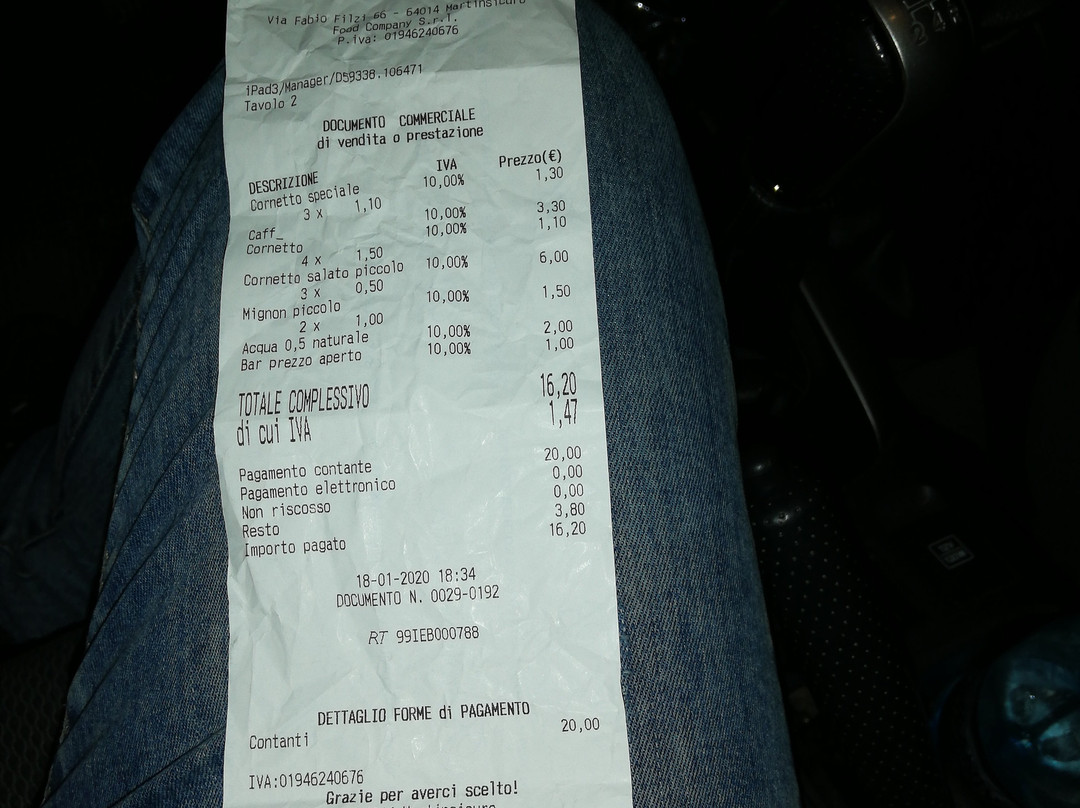 Via Fabio Filzi 66 - 64014 Martinsicuro
Food Company S.r.l.
P.iva: 01946240676
iPad3/Manager/D59338.106471
Tavolo 2
DOCUMENTO COMMERCIALE
di vendita o prestazione
DESCRIZIONE IVA Prezzo(€)
Cornetto speciale 10,00% 1,30
3 x 1,10
Caff_ 10,00% 3,30
Cornetto 10,00% 1,10
4 x 1,50
Cornetto salato piccolo 10,00% 6,00
3 x 0,50
Mignon piccolo 10,00% 1,50
2 x 1,00
Acqua 0,5 naturale 10,00% 2,00
Bar prezzo aperto 10,00% 1,00
TOTALE COMPLESSIVO 16,20
di cui IVA 1,47
Pagamento contante 20,00
Pagamento elettronico 0,00
Non riscosso 0,00
Resto 3,80
Importo pagato 16,20
18-01-2020 18:34
DOCUMENTO N. 0029-0192
RT 99IEB000788
DETTAGLIO FORME di PAGAMENTO
Contanti 20,00
IVA:01946240676
Grazie per averci scelto!